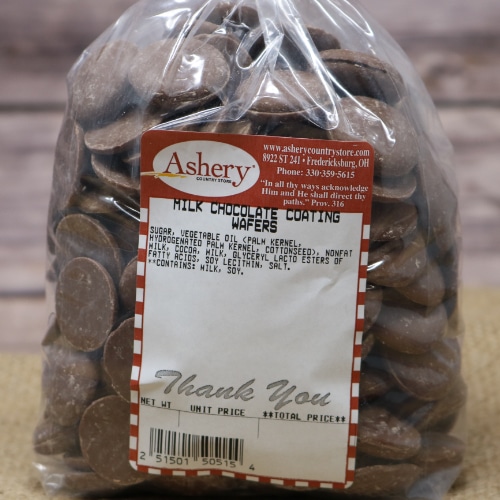 Ashery
COUNTRY STORE
www.asherycountrystore.com
8922 ST 241 • Fredericksburg, OH
Phone: 330-359-5615
"In all thy ways acknowledge
Him and He shall direct thy
paths." Prov. 316
MILK CHOCOLATE COATING
WAFERS
SUGAR, VEGETABLE OIL (PALM KERNEL,
HYDROGENATED PALM KERNEL, COTTONSEED), NONFAT
MILK, COCOA, MILK, GLYCERYL LACTO ESTERS OF
FATTY ACIDS, SOY LECITHIN, SALT.
**CONTAINS: MILK, SOY.
Thank You
NET WT UNIT PRICE **TOTAL PRICE**
2 51501 50515 4